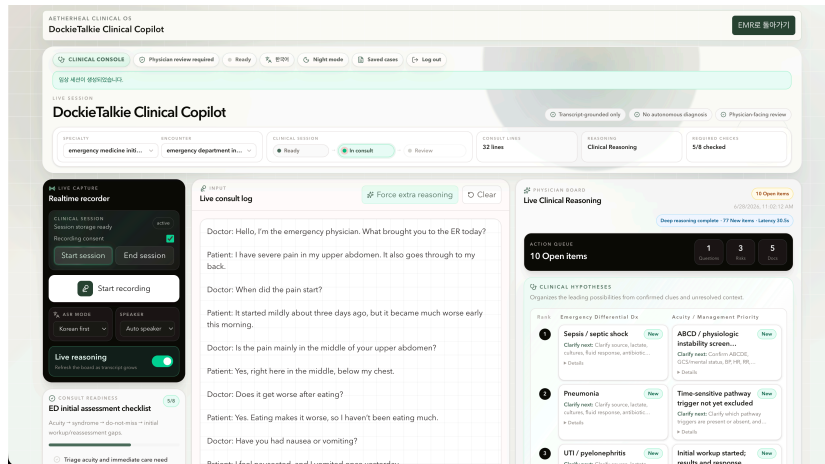 AETHERHEAL CLINICAL OS
DockieTalkie Clinical Copilot
EMR로 돌아가기
CLINICAL CONSOLE
Physician review required
Ready
한국어
Night mode
Saved cases
Log out
임상 세션이 생성되었습니다.
LIVE SESSION
DockieTalkie Clinical Copilot
Transcript-grounded only
No autonomous diagnosis
Physician-facing review
SPECIALTY
emergency medicine initi...
ENCOUNTER
emergency department in...
CLINICAL SESSION
Ready
In consult
Review
CONSULT LINES
32 lines
REASONING
Clinical Reasoning
REQUIRED CHECKS
5/8 checked
LIVE CAPTURE
Realtime recorder
CLINICAL SESSION
Session storage ready
active
Recording consent
Start session
End session
Start recording
ASR MODE
Korean first
SPEAKER
Auto speaker
Live reasoning
Refresh the board as transcript grows
CONSULT READINESS
ED initial assessment checklist
5/8
Acuity → syndrome → do-not-miss → initial
workup/reassessment gaps
Triage acuity and immediate care need
INPUT
Live consult log
Force extra reasoning
Clear
Doctor: Hello, I'm the emergency physician. What brought you to the ER today?
Patient: I have severe pain in my upper abdomen. It also goes through to my
back.
Doctor: When did the pain start?
Patient: It started mildly about three days ago, but it became much worse early
this morning.
Doctor: Is the pain mainly in the middle of your upper abdomen?
Patient: Yes, right here in the middle, below my chest.
Doctor: Does it get worse after eating?
Patient: Yes. Eating makes it worse, so I haven't been eating much.
Doctor: Have you had nausea or vomiting?
PHYSICIAN BOARD
Live Clinical Reasoning
10 Open items
6/28/2026, 11:02:12 AM
Deep reasoning complete · 77 New items · Latency 30.5s
ACTION QUEUE
10 Open items
1
Questions
3
Risks
5
Docs
CLINICAL HYPOTHESES
Organizes the leading possibilities from confirmed clues and unresolved context.
Rank
Emergency Differential Dx
Acuity / Management Priority
1
Sepsis / septic shock
New
Clarify next: Clarify source, lactate,
cultures, fluid response, antibiotic...
Details
ABCD / physiologic
instability screen...
New
Clarify next: Confirm ABCDE,
GCS/mental status, BP, HR, RR,...
Details
2
Pneumonia
New
Clarify next: Clarify source, lactate,
cultures, fluid response, antibiotic...
Details
Time-sensitive pathway
trigger not yet excluded
New
Clarify next: Clarify which pathway
triggers are present or absent, and...
Details
3
UTI / pyelonephritis
New
Initial workup started;
New